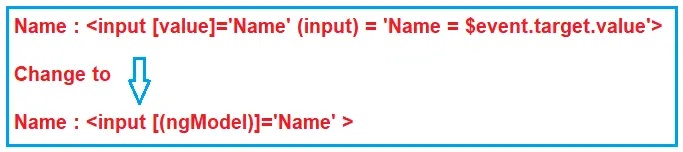 Name : <input [value]='Name' (input) = 'Name = $event.target.value'>
Change to
Name : <input [(ngModel)]='Name' >